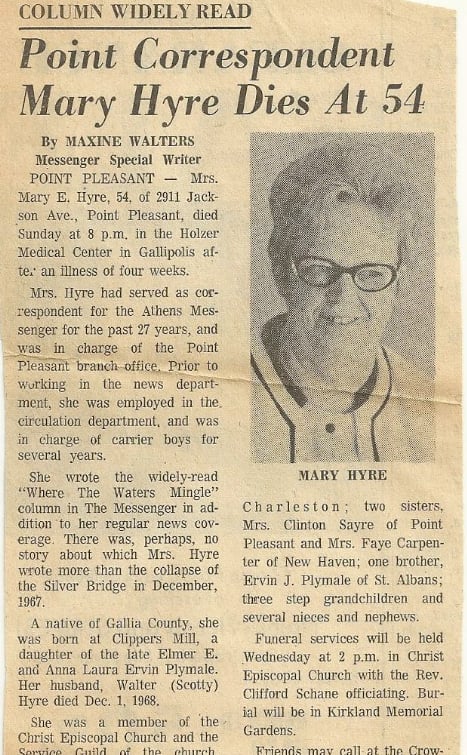 COLUMN WIDELY READ
Point Correspondent
Mary Hyre Dies At 54
By MAXINE WALTERS
Messenger Special Writer
POINT PLEASANT — Mrs.
Mary E. Hyre, 54, of 2911 Jack-
son Ave., Point Pleasant, died
Sunday at 8 p.m. in the Holzer
Medical Center in Gallipolis af-
ter an illness of four weeks.
Mrs. Hyre had served as cor-
respondent for the Athens Mes-
senger for the past 27 years, and
was in charge of the Point
Pleasant branch office. Prior to
working in the news depart-
ment, she was employed in the
circulation department, and was
in charge of carrier boys for
several years.
She wrote the widely-read
"Where The Waters Mingle"
column in The Messenger in ad-
dition to her regular news cov-
erage. There was, perhaps, no
story about which Mrs. Hyre
wrote more than the collapse of
the Silver Bridge in December,
1967.
A native of Gallia County, she
was born at Clippers Mill, a
daughter of the late Elmer E.
and Anna Laura Ervin Plymale.
Her husband, Walter (Scotty)
Hyre died Dec. 1, 1968.
She was a member of the
Christ Episcopal Church and the
Service Guild of the church,
MARY HYRE
Charleston; two sisters,
Mrs. Clinton Sayre of Point
Pleasant and Mrs. Faye Carpen-
ter of New Haven; one brother,
Ervin J. Plymale of St. Albans;
three step grandchildren and
several nieces and nephews.
Funeral services will be held
Wednesday at 2 p.m. in Christ
Episcopal Church with the Rev.
Clifford Schane officiating. Bur-
ial will be in Kirkland Memorial
Gardens.
Friends may call at the Crow-